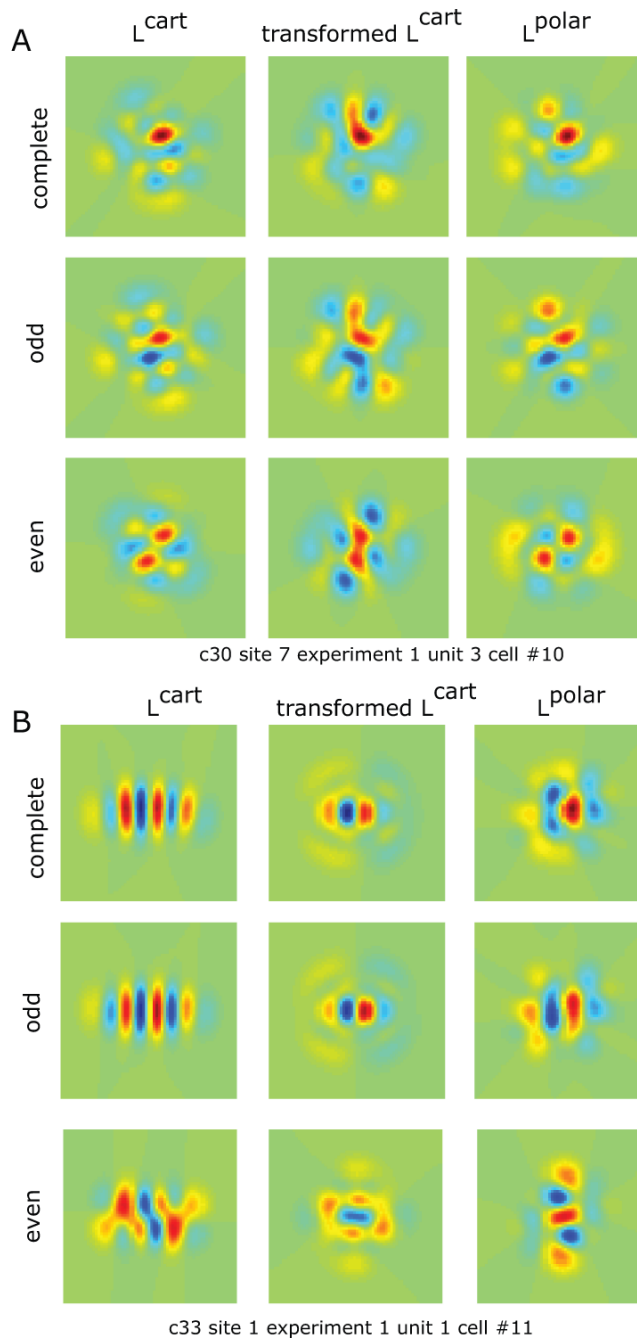 A
L^cart transformed L^cart L^polar
complete
odd
even
c30 site 7 experiment 1 unit 3 cell #10
B
L^cart transformed L^cart L^polar
complete
odd
even
c33 site 1 experiment 1 unit 1 cell #11